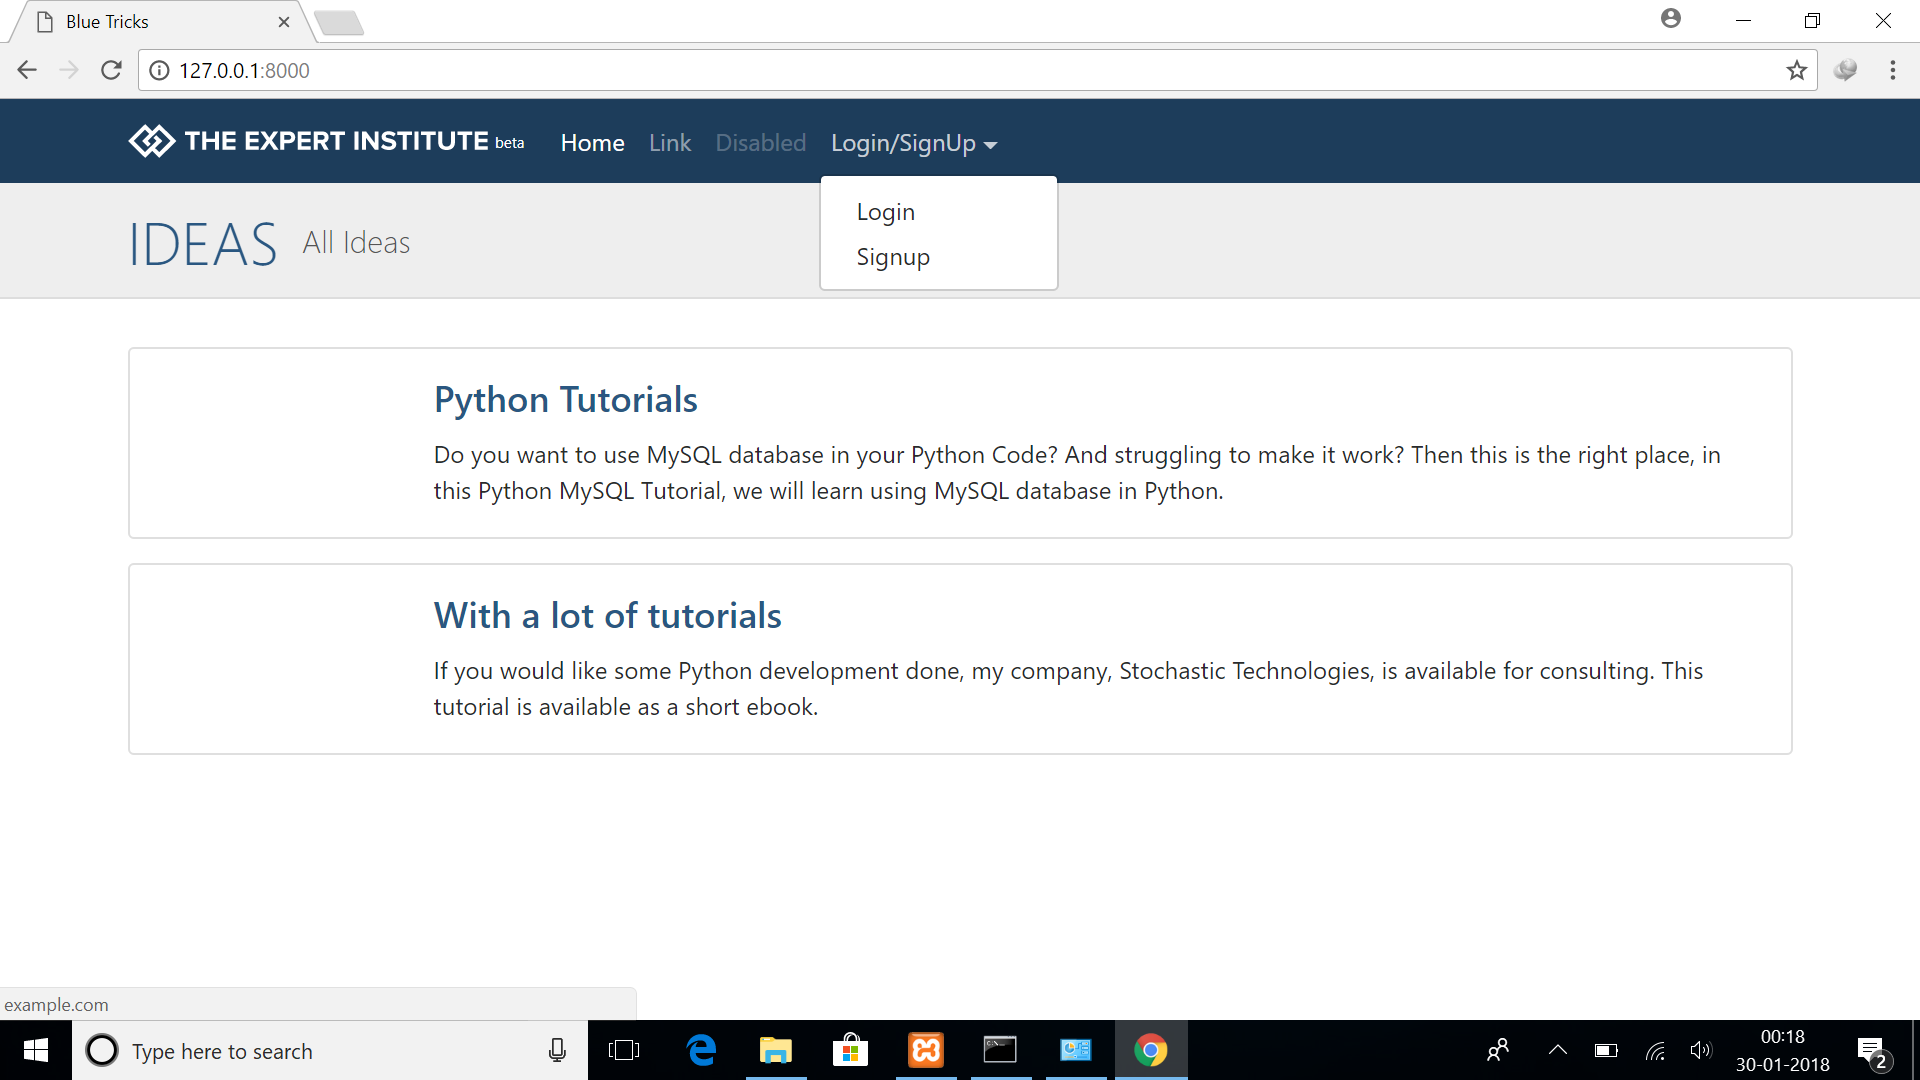 Blue Tricks
127.0.0.1:8000
THE EXPERT INSTITUTE beta Home Link Disabled Login/SignUp
Login
Signup
IDEAS All Ideas
Python Tutorials
Do you want to use MySQL database in your Python Code? And struggling to make it work? Then this is the right place, in
this Python MySQL Tutorial, we will learn using MySQL database in Python.
With a lot of tutorials
If you would like some Python development done, my company, Stochastic Technologies, is available for consulting. This
tutorial is available as a short ebook.
example.com
Type here to search
00:18
30-01-2018
2